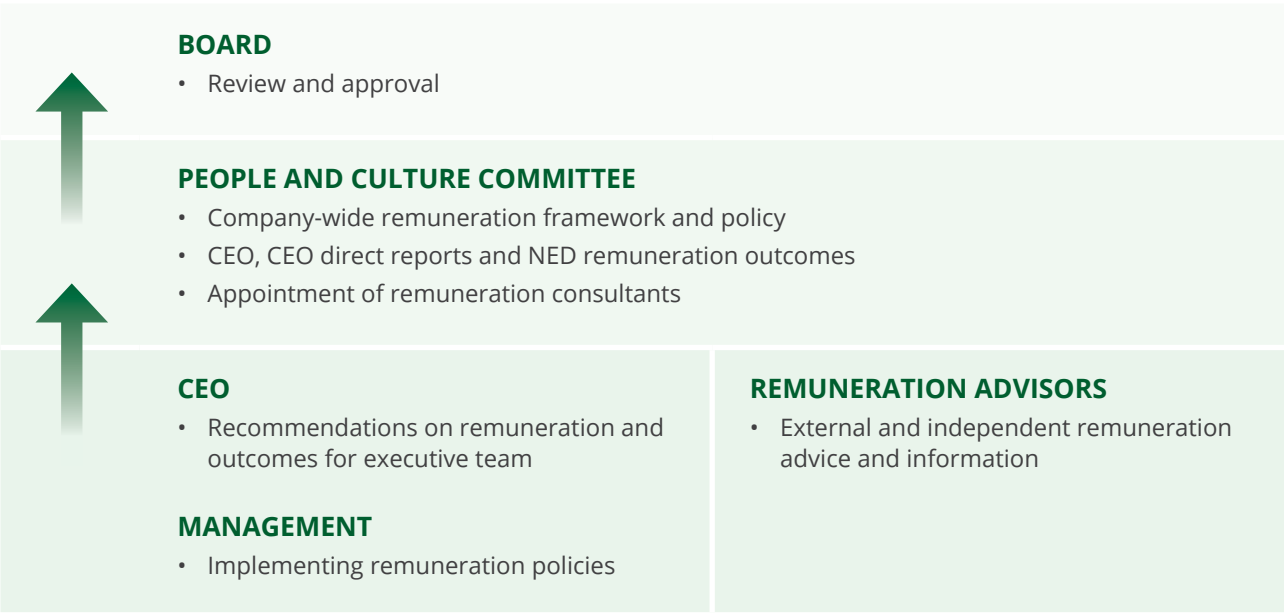 BOARD
• Review and approval
PEOPLE AND CULTURE COMMITTEE
• Company-wide remuneration framework and policy
• CEO, CEO direct reports and NED remuneration outcomes
• Appointment of remuneration consultants
CEO
• Recommendations on remuneration and
outcomes for executive team
MANAGEMENT
• Implementing remuneration policies
REMUNERATION ADVISORS
• External and independent remuneration
advice and information